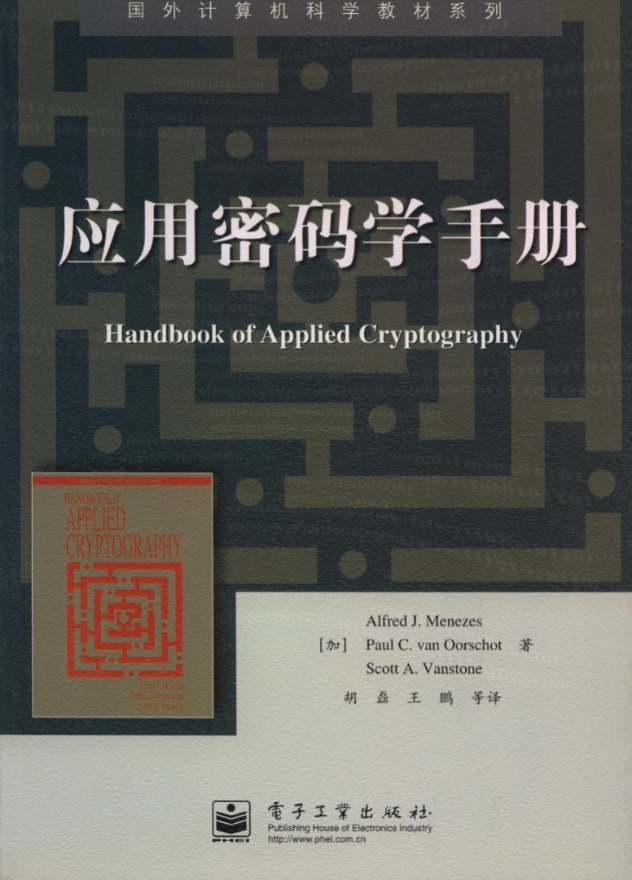 国外计算机科学教材系列
应用密码学手册
Handbook of Applied Cryptography
HANDBOOK of
APPLIED
CRYPTOGRAPHY
Alfred J. Menezes
[加] Paul C. van Oorschot 著
Scott A. Vanstone
胡磊 王鹏 等译
電子工業出版社
PHEI
Publishing House of Electronics Industry
http://www.phei.com.cn